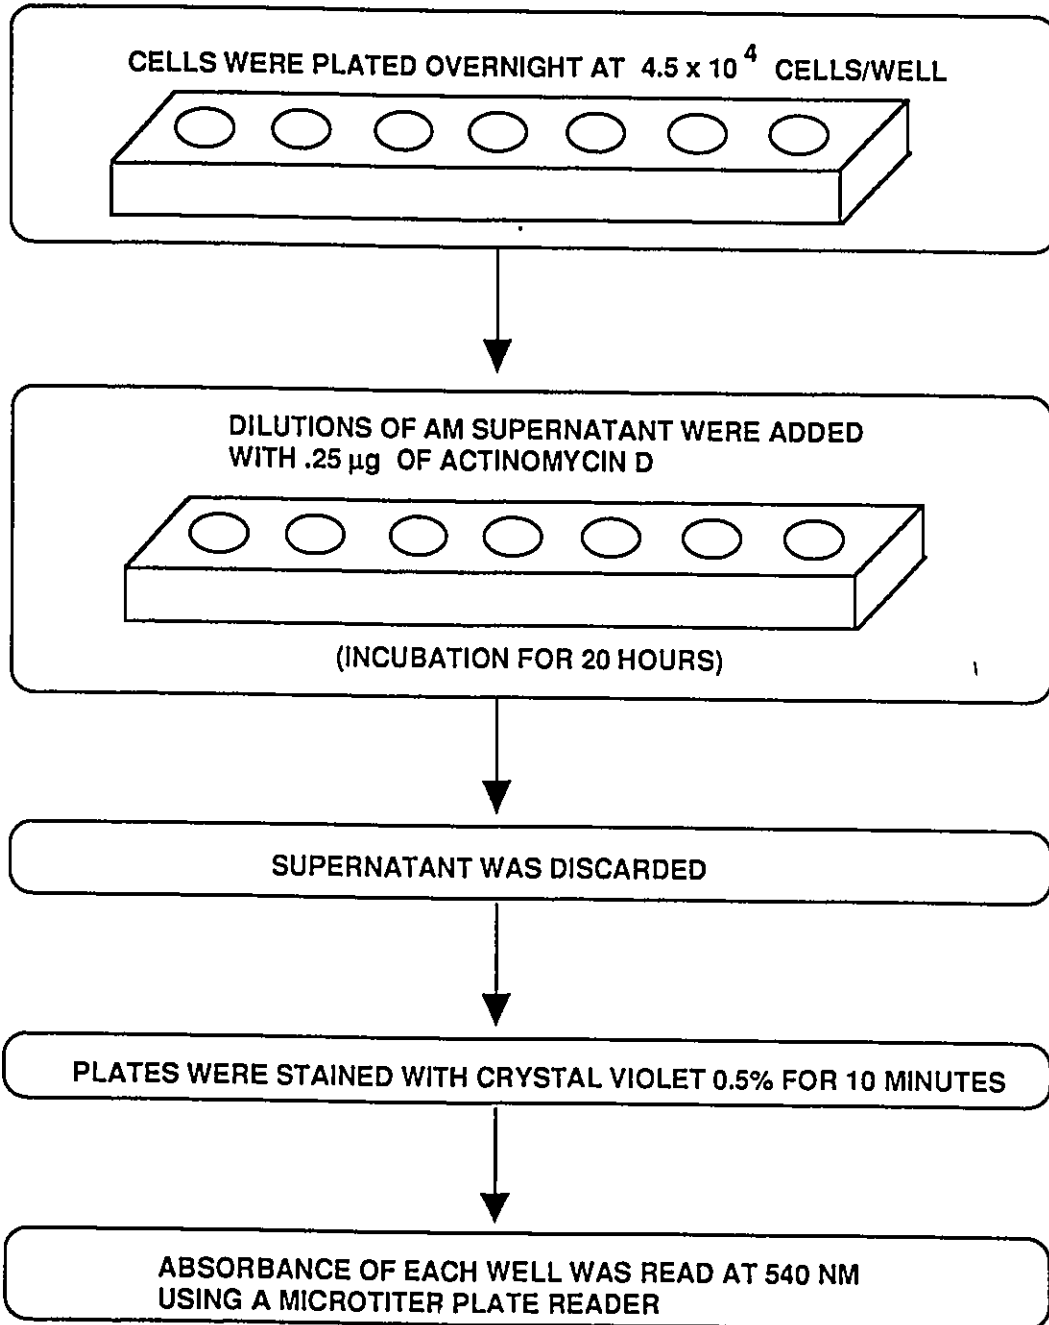 CELLS WERE PLATED OVERNIGHT AT 4.5 x 10 4 CELLS/WELL
DILUTIONS OF AM SUPERNATANT WERE ADDED
WITH .25 µg OF ACTINOMYCIN D
(INCUBATION FOR 20 HOURS)
SUPERNATANT WAS DISCARDED
PLATES WERE STAINED WITH CRYSTAL VIOLET 0.5% FOR 10 MINUTES
ABSORBANCE OF EACH WELL WAS READ AT 540 NM
USING A MICROTITER PLATE READER